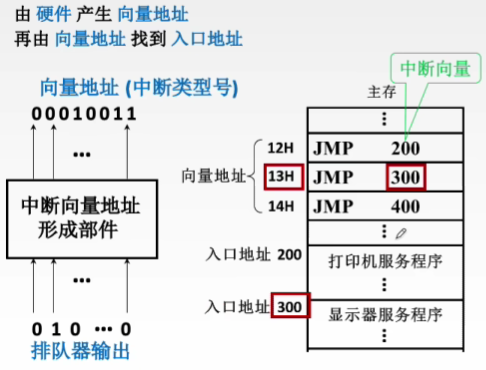 由 硬件 产生 向量地址
再由 向量地址 找到 入口地址
向量地址 (中断类型号)
00010011
...
中断向量地址
形成部件
...
0 1 0 ... 0
排队器输出
中断向量
主存
⋮
12H JMP 200
向量地址 13H JMP 300
14H JMP 400
⋮
入口地址 200 打印机服务程序
⋮
入口地址 300 显示器服务程序
⋮